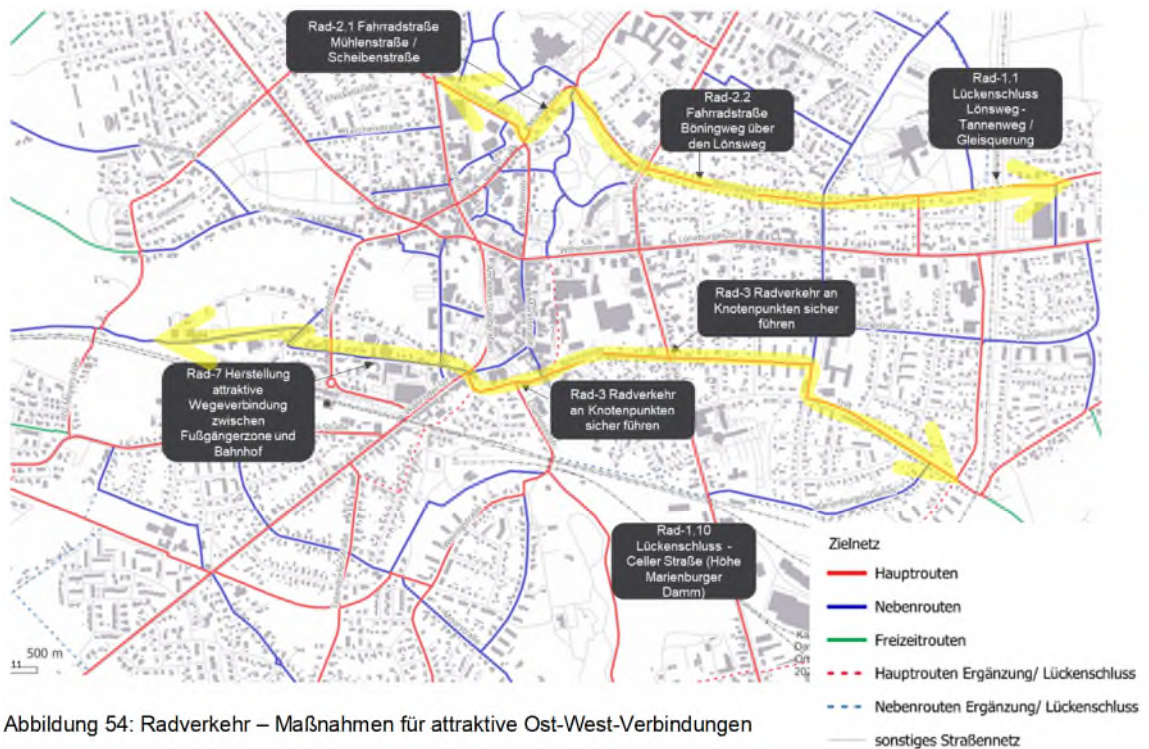 Rad-2.1 Fahrradstraße
Mühlenstraße /
Scheibenstraße
Rad-2.2
Fahrradstraße
Böningweg über
den Lönsweg
Rad-1.1
Lückenschluss
Lönsweg -
Tannenweg /
Gleisquerung
Rad-3 Radverkehr an
Knotenpunkten sicher
führen
Rad-7 Herstellung
attraktive
Wegeverbindung
zwischen
Fußgängerzone und
Bahnhof
Rad-3 Radverkehr
an Knotenpunkten
sicher führen
Rad-1.10
Lückenschluss -
Celler Straße (Höhe
Marienburger
Damm)
500 m
11
Zielnetz
Hauptrouten
Nebenrouten
Freizeitrouten
Hauptrouten Ergänzung/ Lückenschluss
Nebenrouten Ergänzung/ Lückenschluss
sonstiges Straßennetz
Abbildung 54: Radverkehr – Maßnahmen für attraktive Ost-West-Verbindungen